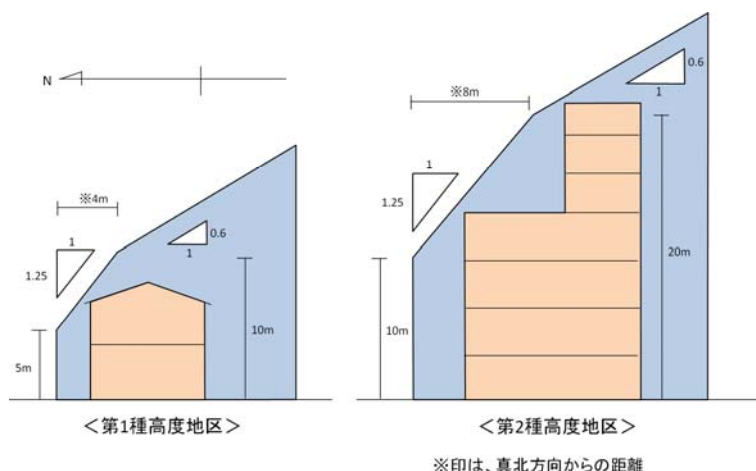 N
※4m
1
1.25
1
0.6
10m
5m
<第1種高度地区>
※8m
1
0.6
1
1.25
20m
10m
<第2種高度地区>
※印は、真北方向からの距離